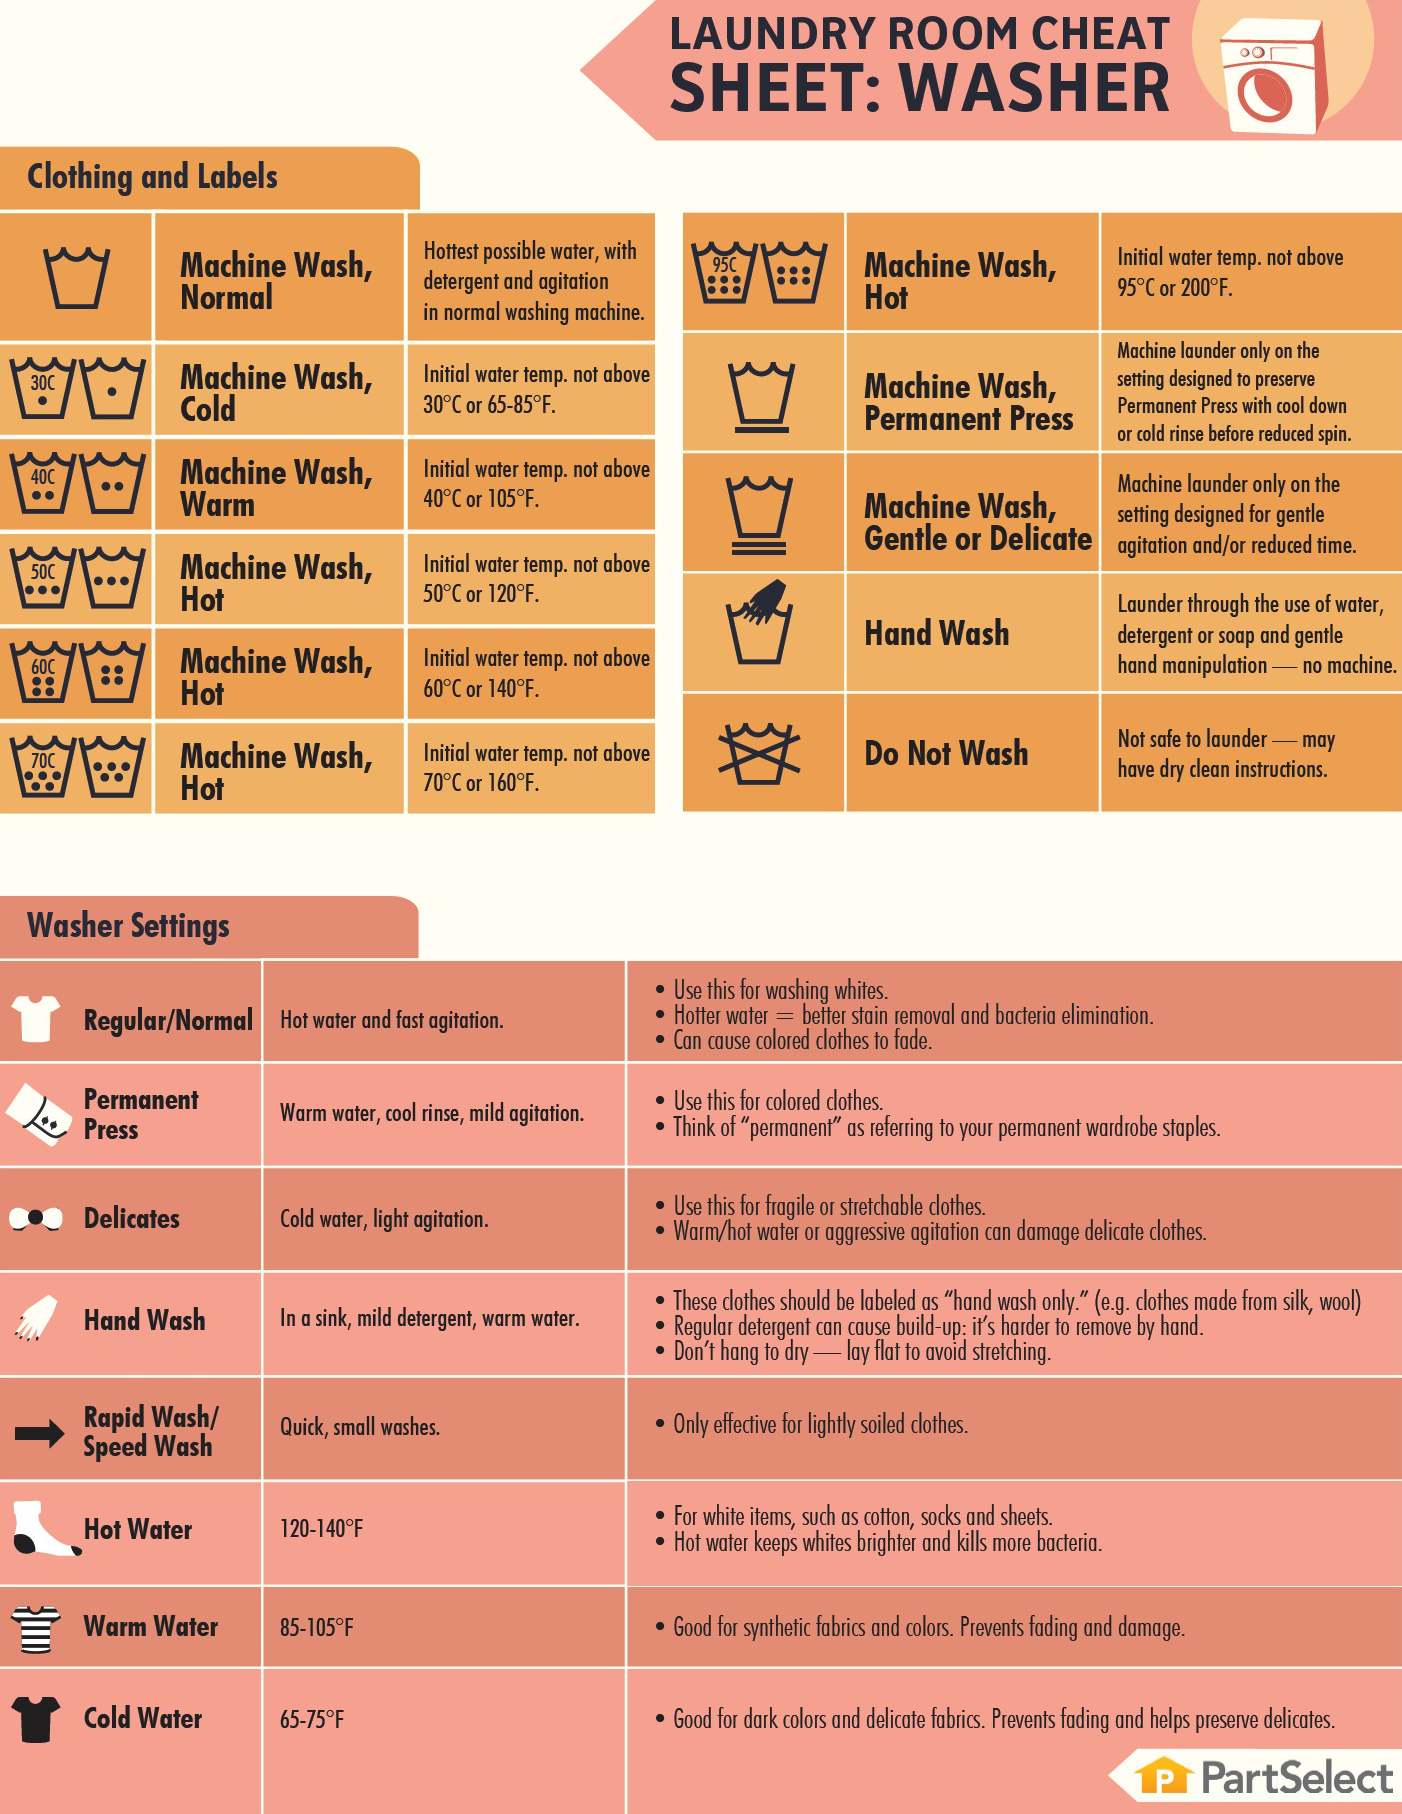 LAUNDRY ROOM CHEAT
SHEET: WASHER
Clothing and Labels
Machine Wash,
Normal
Hottest possible water, with
detergent and agitation
in normal washing machine.
30C
Machine Wash,
Cold
Initial water temp. not above
30°C or 65-85°F.
40C
Machine Wash,
Warm
Initial water temp. not above
40°C or 105°F.
50C
Machine Wash,
Hot
Initial water temp. not above
50°C or 120°F.
60C
Machine Wash,
Hot
Initial water temp. not above
60°C or 140°F.
70C
Machine Wash,
Hot
Initial water temp. not above
70°C or 160°F.
95C
Machine Wash,
Hot
Initial water temp. not above
95°C or 200°F.
Machine Wash,
Permanent Press
Machine launder only on the
setting designed to preserve
Permanent Press with cool down
or cold rinse before reduced spin.
Machine Wash,
Gentle or Delicate
Machine launder only on the
setting designed for gentle
agitation and/or reduced time.
Hand Wash
Launder through the use of water,
detergent or soap and gentle
hand manipulation — no machine.
Do Not Wash
Not safe to launder — may
have dry clean instructions.
Washer Settings
Regular/Normal
Hot water and fast agitation.
• Use this for washing whites.
• Hotter water = better stain removal and bacteria elimination.
• Can cause colored clothes to fade.
Permanent
Press
Warm water, cool rinse, mild agitation.
• Use this for colored clothes.
• Think of “permanent” as referring to your permanent wardrobe staples.
Delicates
Cold water, light agitation.
• Use this for fragile or stretchable clothes.
• Warm/hot water or aggressive agitation can damage delicate clothes.
Hand Wash
In a sink, mild detergent, warm water.
• These clothes should be labeled as “hand wash only.” (e.g. clothes made from silk, wool)
• Regular detergent can cause build-up: it’s harder to remove by hand.
• Don’t hang to dry — lay flat to avoid stretching.
Rapid Wash/
Speed Wash
Quick, small washes.
• Only effective for lightly soiled clothes.
Hot Water
120-140°F
• For white items, such as cotton, socks and sheets.
• Hot water keeps whites brighter and kills more bacteria.
Warm Water
85-105°F
• Good for synthetic fabrics and colors. Prevents fading and damage.
Cold Water
65-75°F
• Good for dark colors and delicate fabrics. Prevents fading and helps preserve delicates.
P PartSelect